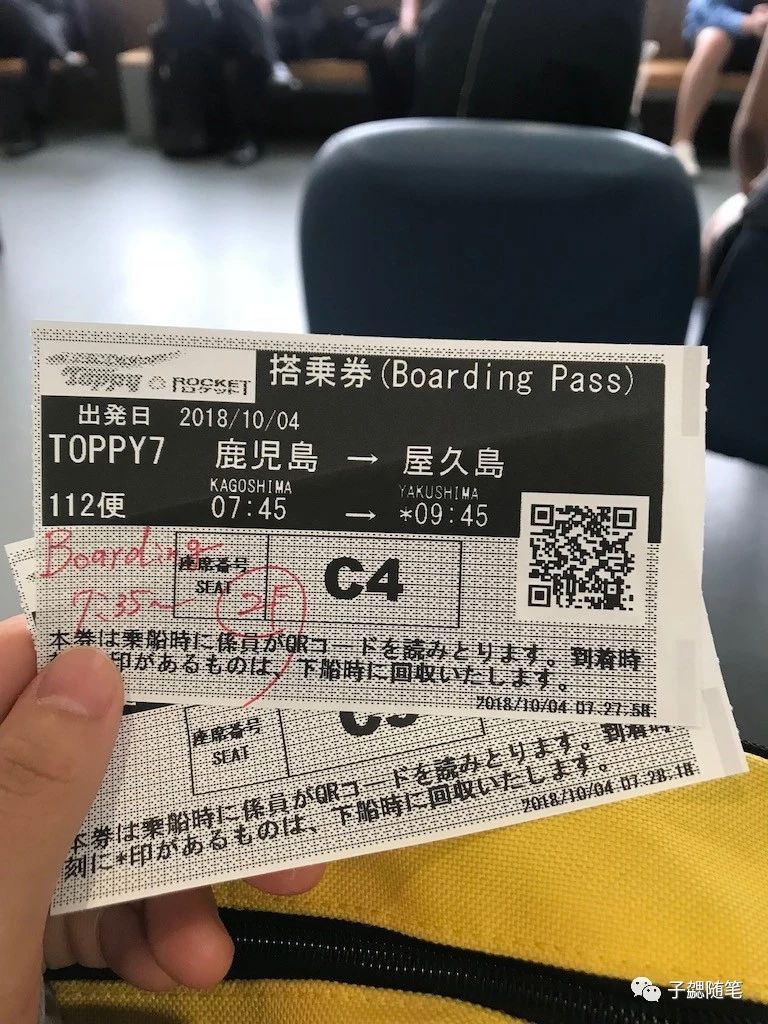 Toppy ROCKET 搭乗券(Boarding Pass)
出発日 2018/10/04
TOPPY7 鹿児島 → 屋久島
KAGOSHIMA YAKUSHIMA
112便 07:45 → *09:45
Boarding
7:35~
座席番号
SEAT
C4
2F
本券は乗船時に係員がQRコードを読みとります。到着時
印があるものは、下船時に回収いたします。
2018/10/04 07:27:58
座席番号
SEAT
本券は乗船時に係員がQRコードを読みとります。到着時
刻に*印があるものは、下船時に回収いたします。
2018/10/04 07:28:18
子勰随笔